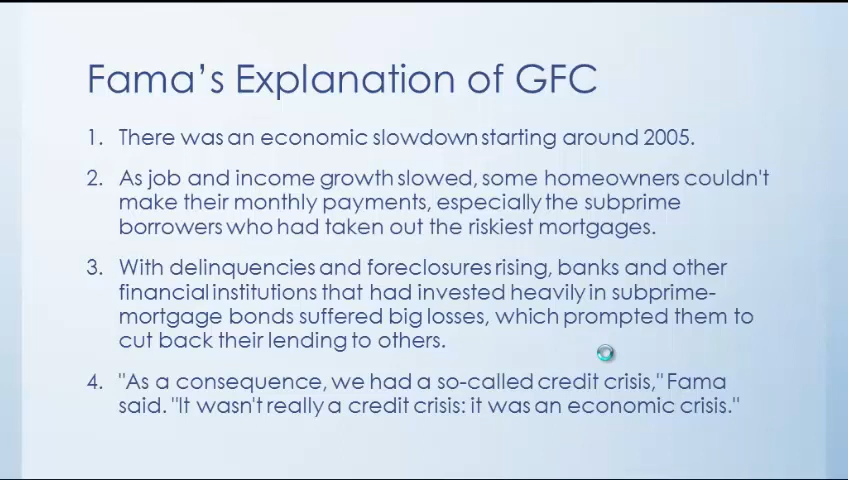 Fama's Explanation of GFC
1. There was an economic slowdown starting around 2005.
2. As job and income growth slowed, some homeowners couldn't
make their monthly payments, especially the subprime
borrowers who had taken out the riskiest mortgages.
3. With delinquencies and foreclosures rising, banks and other
financial institutions that had invested heavily in subprime-
mortgage bonds suffered big losses, which prompted them to
cut back their lending to others.
4. "As a consequence, we had a so-called credit crisis," Fama
said. "It wasn't really a credit crisis: it was an economic crisis."